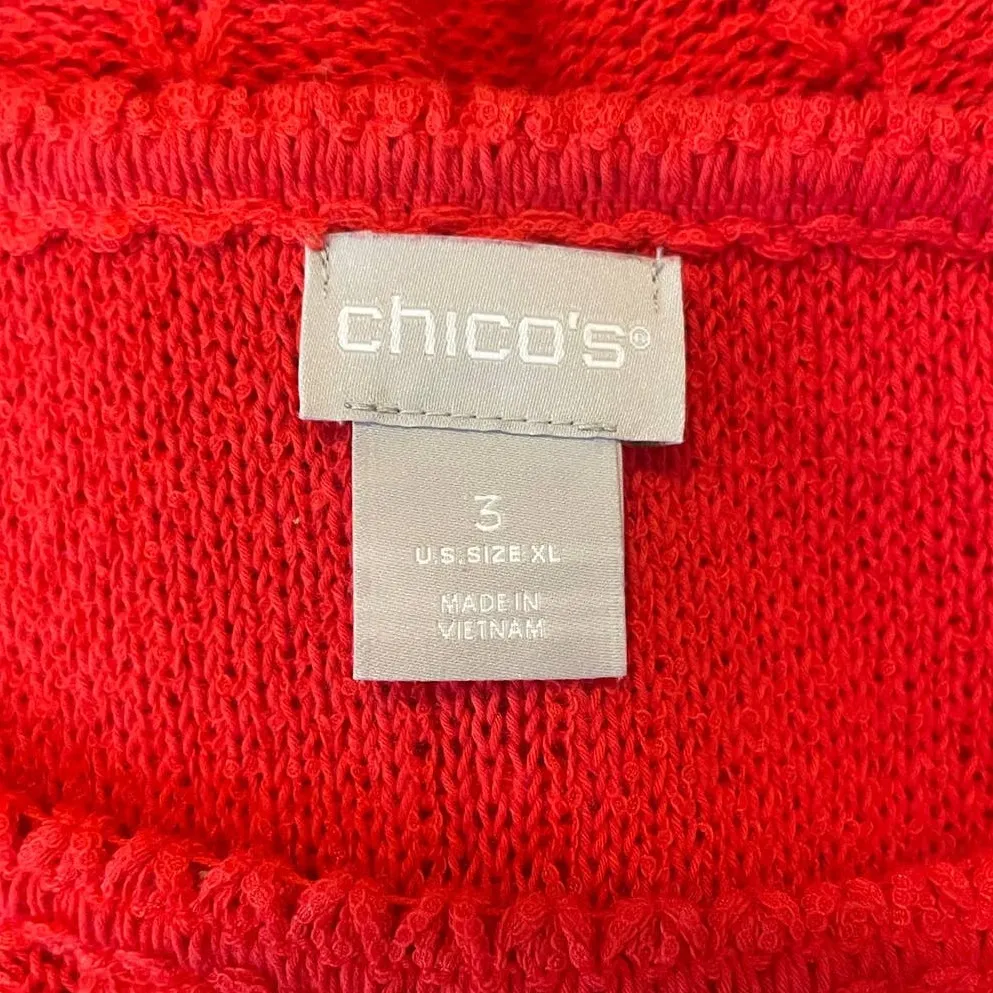 chico's®
3
U.S. SIZE XL
MADE IN
VIETNAM